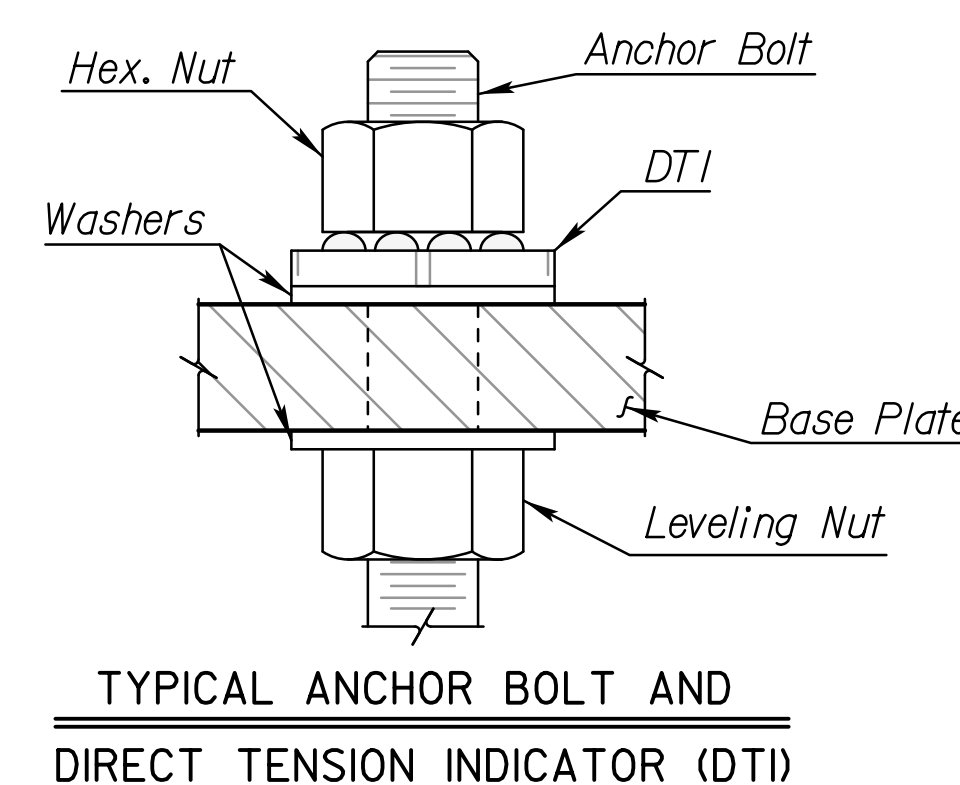 Anchor Bolt
Hex. Nut
DTI
Washers
Base Plate
Leveling Nut
TYPICAL ANCHOR BOLT AND
DIRECT TENSION INDICATOR (DTI)